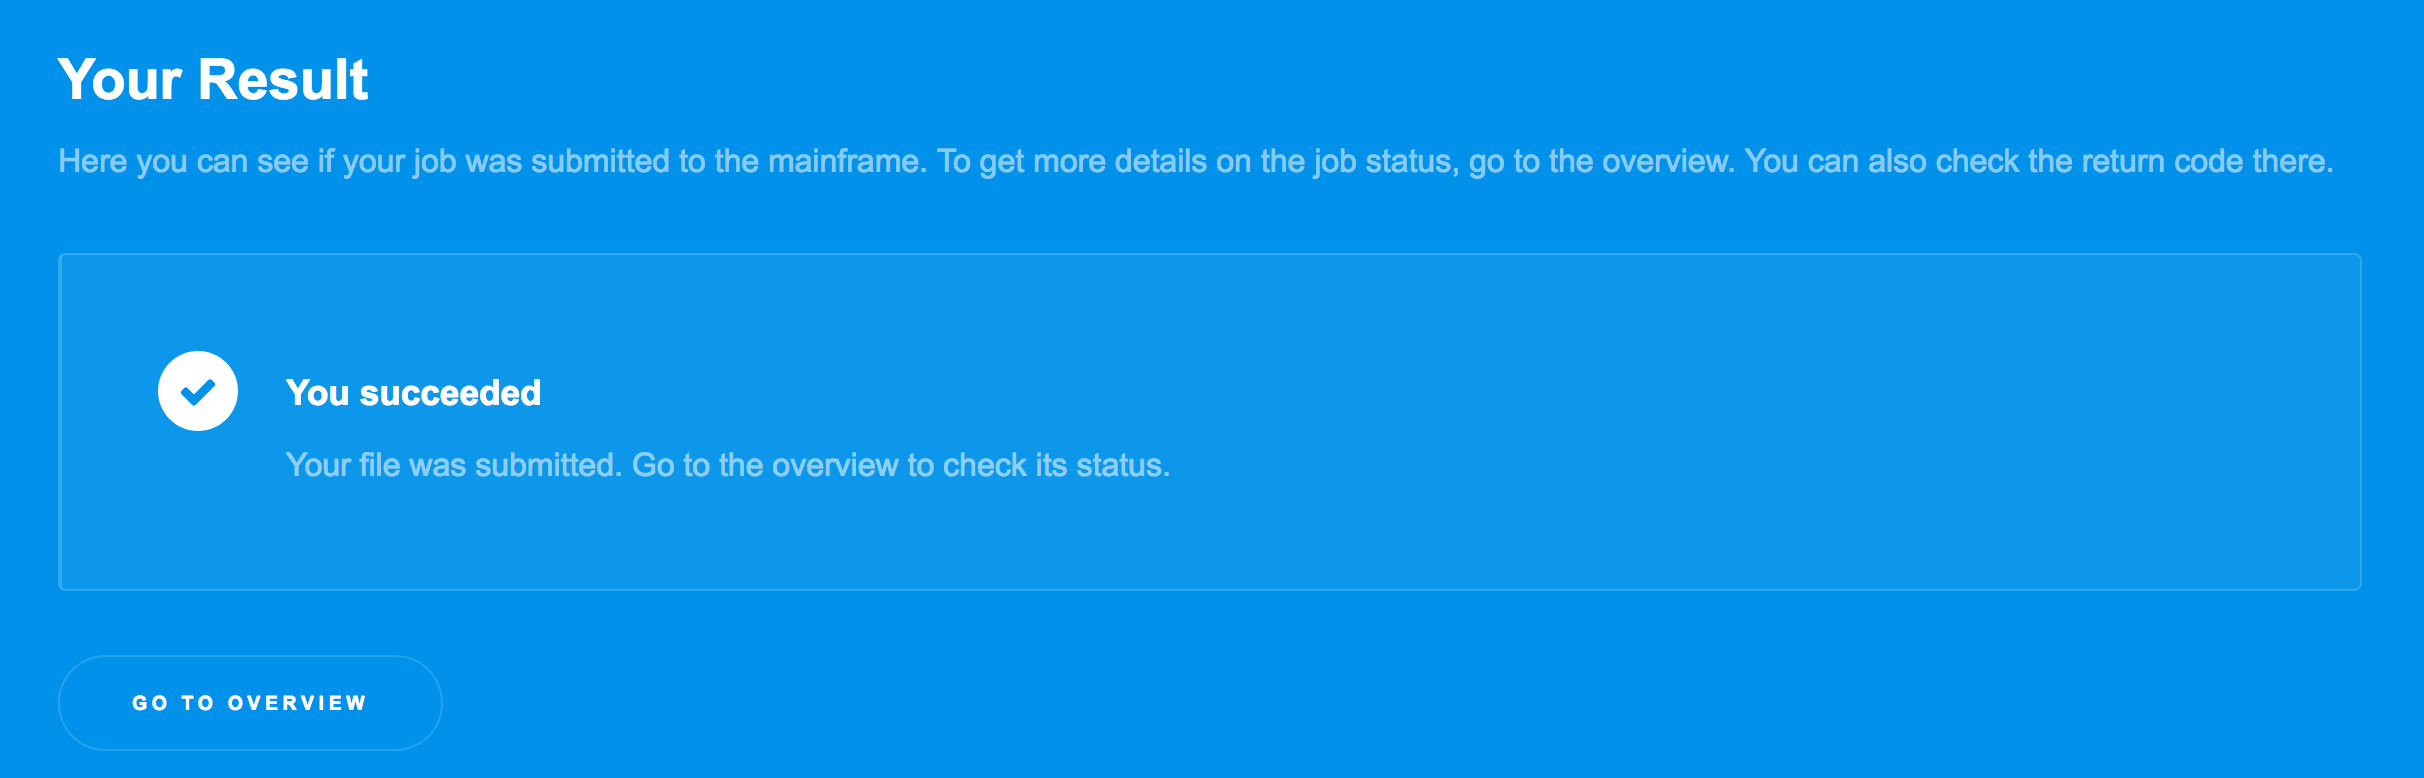 Your Result
Here you can see if your job was submitted to the mainframe. To get more details on the job status, go to the overview. You can also check the return code there.
You succeeded
Your file was submitted. Go to the overview to check its status.
GO TO OVERVIEW